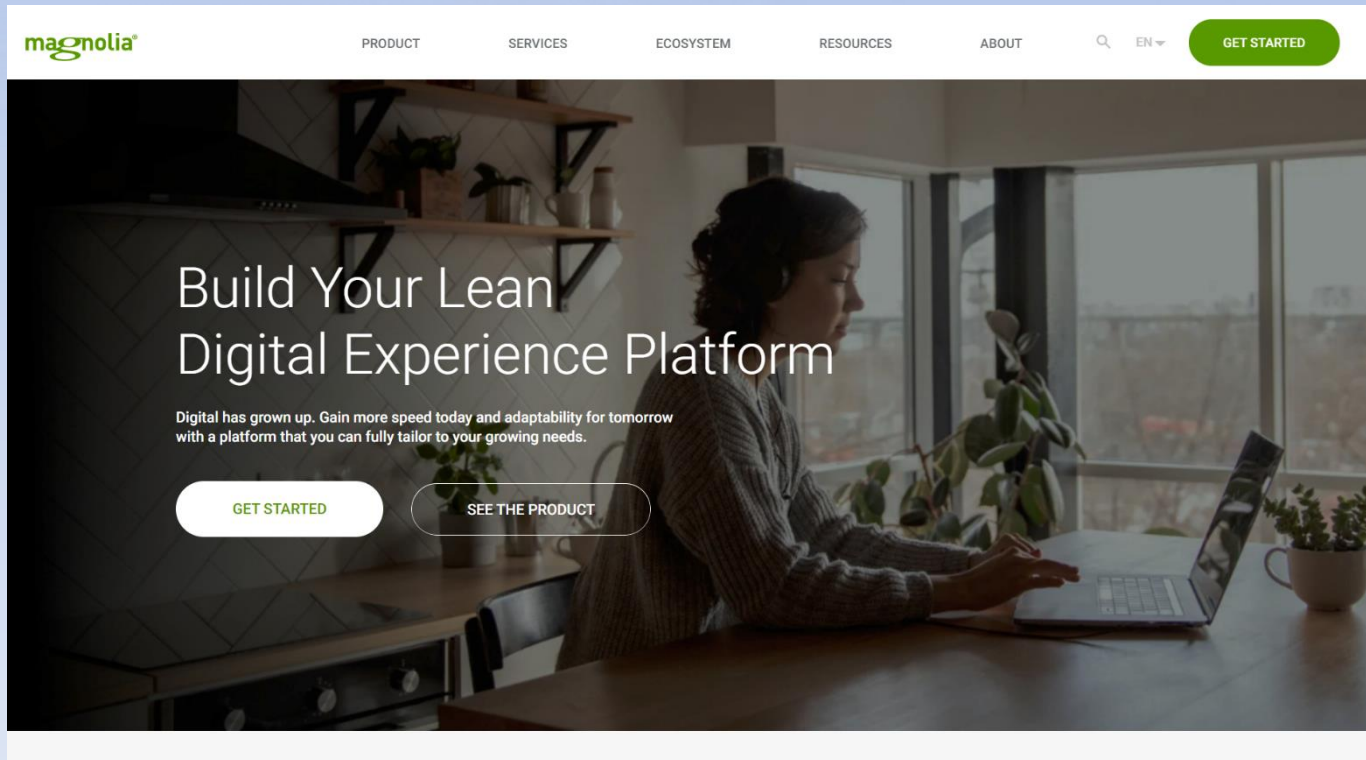 magnolia®
PRODUCT
SERVICES
ECOSYSTEM
RESOURCES
ABOUT
EN
GET STARTED
Build Your Lean
Digital Experience Platform
Digital has grown up. Gain more speed today and adaptability for tomorrow
with a platform that you can fully tailor to your growing needs.
GET STARTED
SEE THE PRODUCT